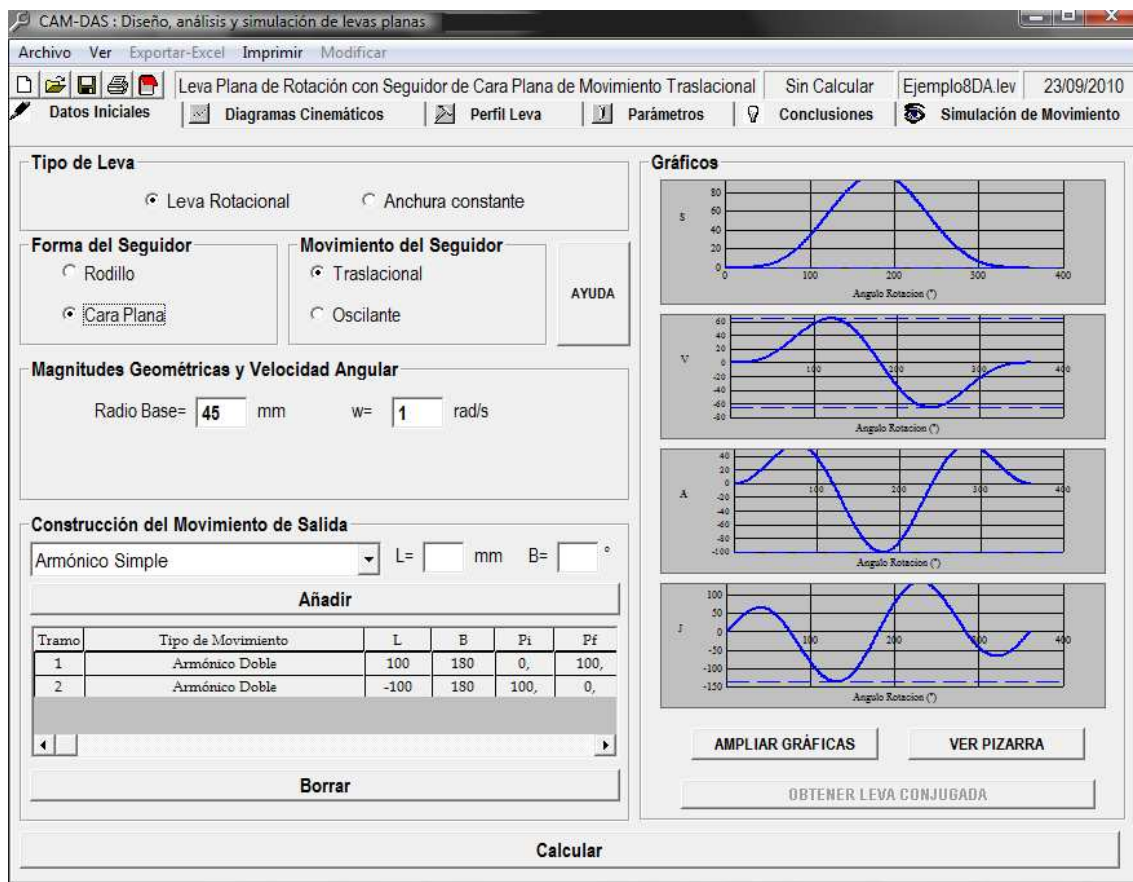 CAM-DAS : Diseño, análisis y simulación de levas planas
Archivo Ver Exportar-Excel Imprimir Modificar
Leva Plana de Rotación con Seguidor de Cara Plana de Movimiento Traslacional Sin Calcular Ejemplo8DA.lev 23/09/2010
Datos Iniciales Diagramas Cinemáticos Perfil Leva Parámetros Conclusiones Simulación de Movimiento
Tipo de Leva
Leva Rotacional Anchura constante
Forma del Seguidor
Rodillo
Cara Plana
Movimiento del Seguidor
Traslacional
Oscilante
AYUDA
Magnitudes Geométricas y Velocidad Angular
Radio Base= 45 mm w= 1 rad/s
Construcción del Movimiento de Salida
Armónico Simple L= mm B= °
Añadir
Tramo Tipo de Movimiento L B Pi Pf
1 Armónico Doble 100 180 0, 100,
2 Armónico Doble -100 180 100, 0,
Borrar
Gráficos
S
80
60
40
20
0
0 100 200 300 400
Angulo Rotacion (°)
V
60
40
20
0
-20
-40
-60
-80
100 200 300 400
Angulo Rotacion (°)
A
40
20
0
-20
-40
-60
-80
-100
100 200 300 400
Angulo Rotacion (°)
J
100
50
0
-50
-100
-150
100 200 300 400
Angulo Rotacion (°)
AMPLIAR GRÁFICAS VER PIZARRA
OBTENER LEVA CONJUGADA
Calcular